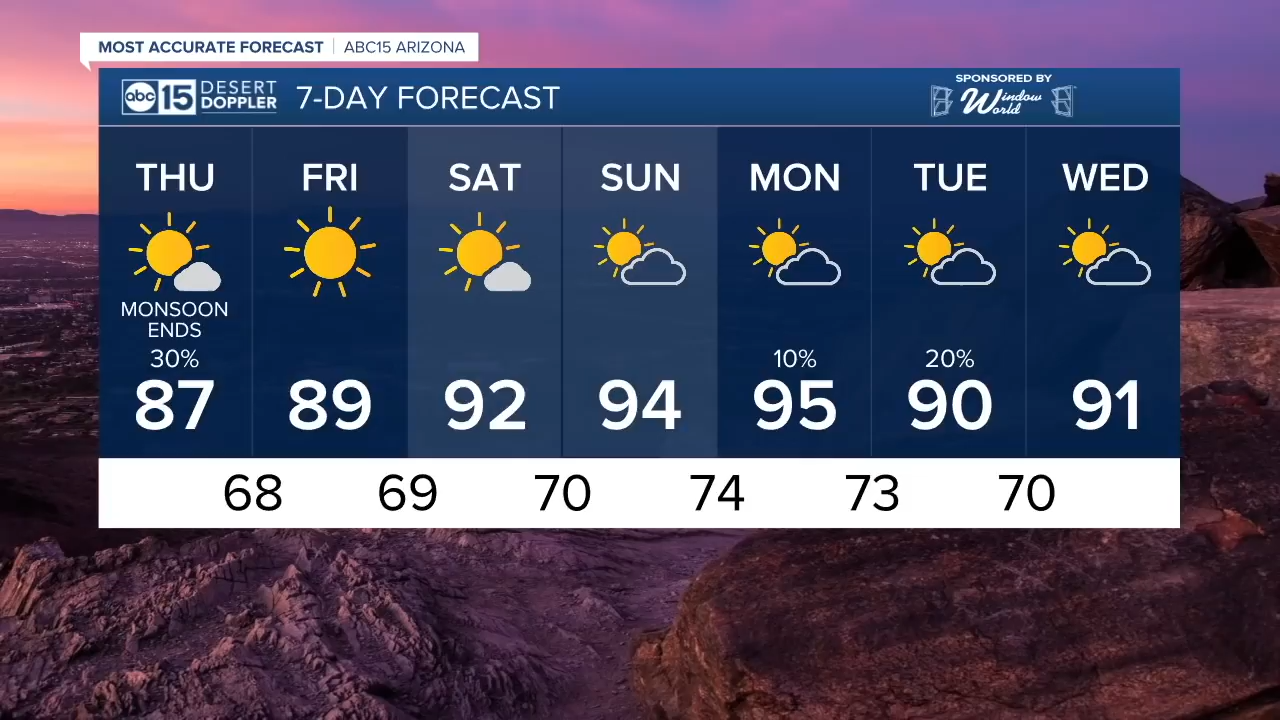 MOST ACCURATE FORECAST | ABC15 ARIZONA
abc 15 DESERT DOPPLER
7-DAY FORECAST
SPONSORED BY
Window World
THU FRI SAT SUN MON TUE WED
MONSOON
ENDS
30% 10% 20%
87 89 92 94 95 90 91
68 69 70 74 73 70